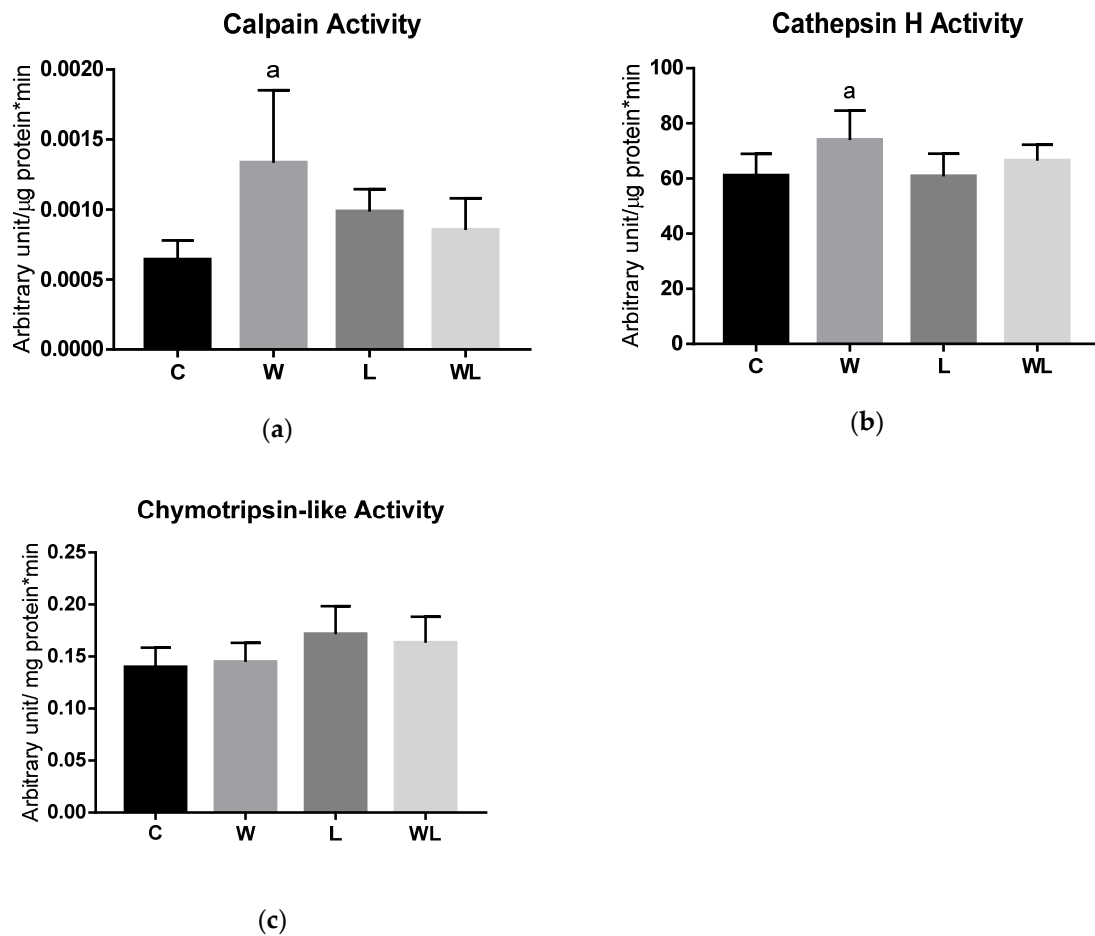 Calpain Activity
Arbitrary unit/μg protein*min
0.0020
0.0015
0.0010
0.0005
0.0000
a
C W L WL
(a)
Cathepsin H Activity
Arbitrary unit/μg protein*min
100
80
60
40
20
0
a
C W L WL
(b)
Chymotripsin-like Activity
Arbitrary unit/ mg protein*min
0.25
0.20
0.15
0.10
0.05
0.00
C W L WL
(c)